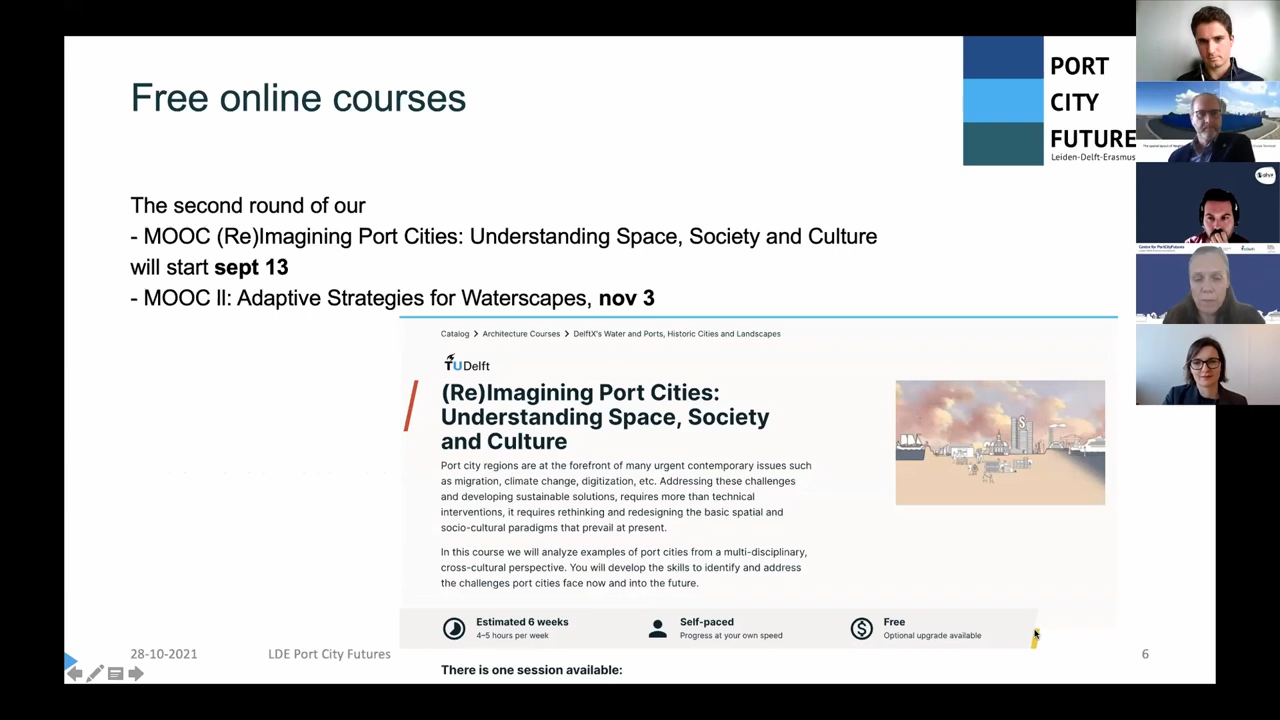 Free online courses
PORT
CITY
FUTURE
Leiden-Delft-Erasmus
The second round of our
- MOOC (Re)Imagining Port Cities: Understanding Space, Society and Culture
will start sept 13
- MOOC ll: Adaptive Strategies for Waterscapes, nov 3
Catalog > Architecture Courses > DelftX's Water and Ports, Historic Cities and Landscapes
TUDelft
(Re)Imagining Port Cities:
Understanding Space, Society
and Culture
Port city regions are at the forefront of many urgent contemporary issues such
as migration, climate change, digitization, etc. Addressing these challenges
and developing sustainable solutions, requires more than technical
interventions, it requires rethinking and redesigning the basic spatial and
socio-cultural paradigms that prevail at present.
In this course we will analyze examples of port cities from a multi-disciplinary,
cross-cultural perspective. You will develop the skills to identify and address
the challenges port cities face now and into the future.
Estimated 6 weeks
4–5 hours per week
Self-paced
Progress at your own speed
Free
Optional upgrade available
There is one session available:
28-10-2021
LDE Port City Futures
6
Centre for PortCityFutures